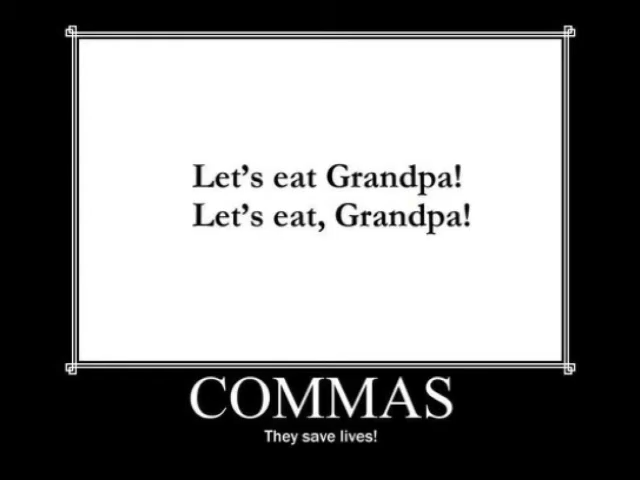 Let’s eat Grandpa!
Let’s eat, Grandpa!
COMMAS
They save lives!